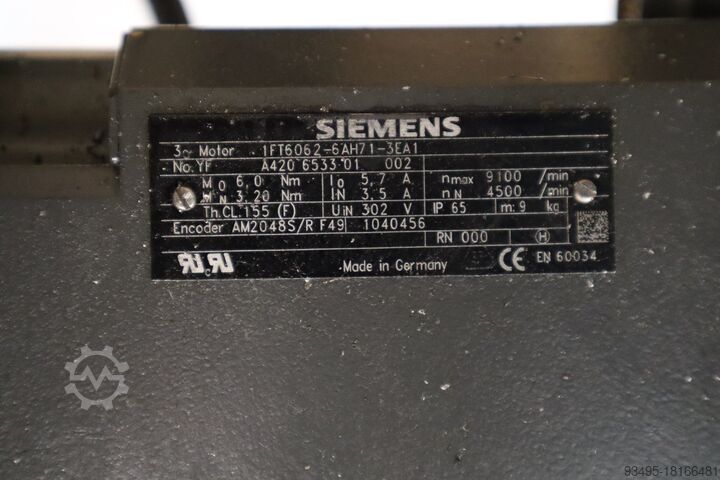 SIEMENS
3~ Motor 1FT6062-6AH71-3EA1
No. YF A420 6533 01 002
M0 6,0 Nm I0 5,7 A nmax 9100 /min
MN 3,20 Nm IN 3,5 A nN 4500 /min
Th.CL.155 (F) UiN 302 V IP 65 m: 9 kg
Encoder AM2048S/R F49 1040456
RN 000 H
Made in Germany CE EN 60034
93495-18166481